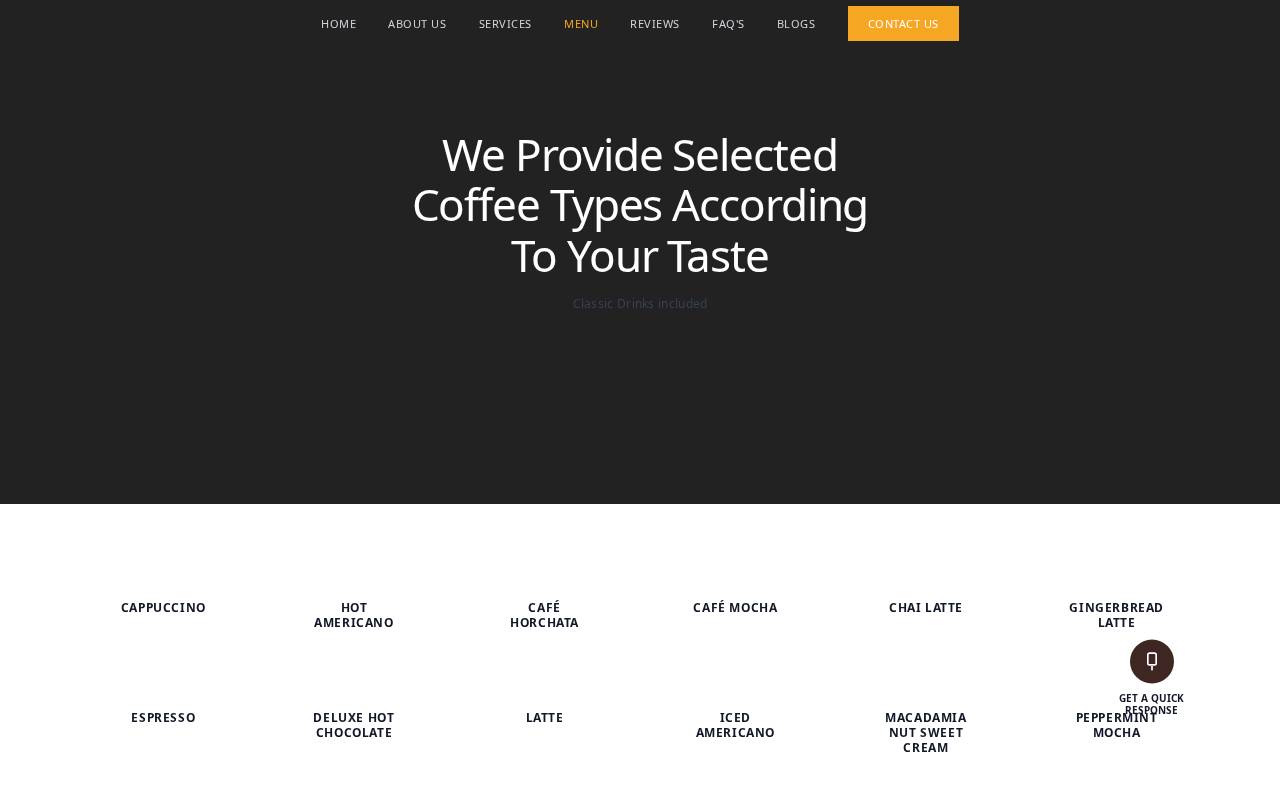 HOME ABOUT US SERVICES MENU REVIEWS FAQ'S BLOGS CONTACT US
We Provide Selected
Coffee Types According
To Your Taste
Classic Drinks included
CAPPUCCINO
HOT
AMERICANO
CAFÉ
HORCHATA
CAFÉ MOCHA
CHAI LATTE
GINGERBREAD
LATTE
GET A QUICK
RESPONSE
ESPRESSO
DELUXE HOT
CHOCOLATE
LATTE
ICED
AMERICANO
MACADAMIA
NUT SWEET
CREAM
PEPPERMINT
MOCHA